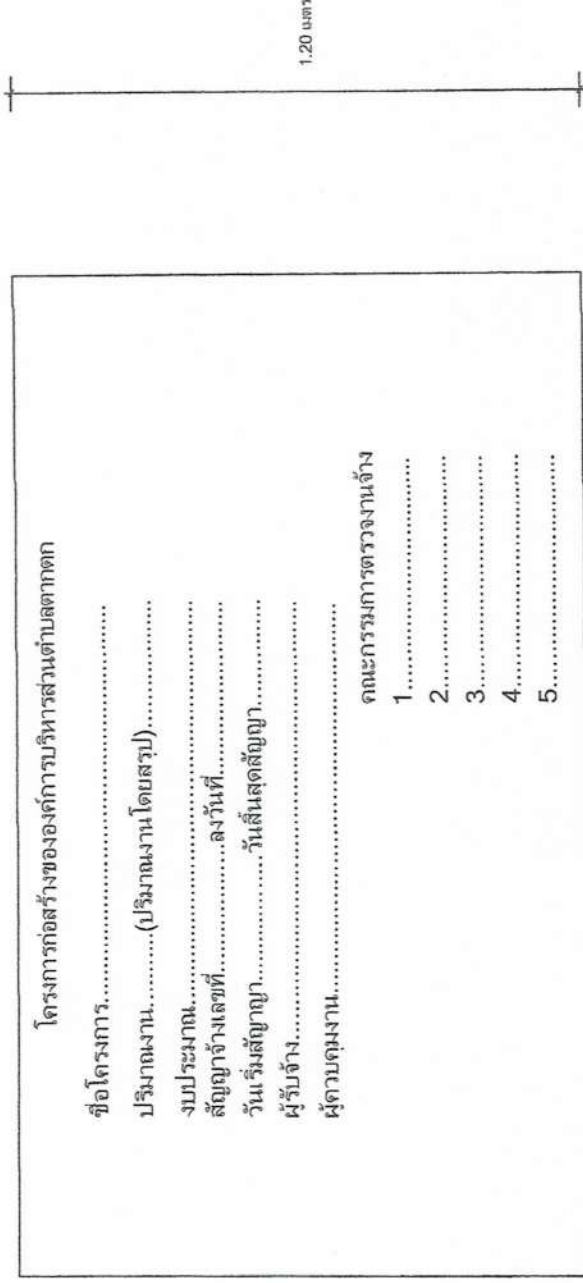 โครงการก่อสร้างขององค์การบริหารส่วนตำบลตากตก
ชื่อโครงการ..........................................................
ปริมาณงาน..........(ปริมาณงานโดยสรุป)....................
งบประมาณ..........................................................
สัญญาจ้างเลขที่....................ลงวันที่..........................
วันเริ่มสัญญา....................วันสิ้นสุดสัญญา..................
ผู้รับจ้าง..............................................................
ผู้ควบคุมงาน........................................................
คณะกรรมการตรวจงานจ้าง
1........................................
2........................................
3........................................
4........................................
5........................................
1.20 เมตร